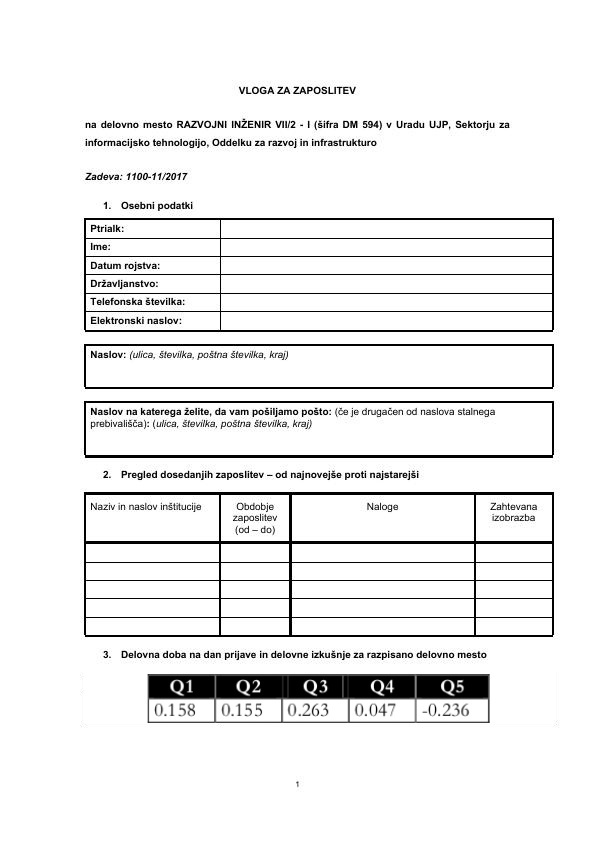 VLOGA ZA ZAPOSLITEV
na delovno mesto RAZVOJNI INŽENIR VII/2 - I (šifra DM 594) v Uradu UJP, Sektorju za
informacijsko tehnologijo, Oddelku za razvoj in infrastrukturo
Zadeva: 1100-11/2017
1. Osebni podatki
Ptrialk:
Ime:
Datum rojstva:
Državljanstvo:
Telefonska številka:
Elektronski naslov:
Naslov: (ulica, številka, poštna številka, kraj)
Naslov na katerega želite, da vam pošiljamo pošto: (če je drugačen od naslova stalnega
prebivališča): (ulica, številka, poštna številka, kraj)
2. Pregled dosedanjih zaposlitev – od najnovejše proti najstarejši
Naziv in naslov inštitucije
Obdobje
zaposlitev
(od – do)
Naloge
Zahtevana
izobrazba
3. Delovna doba na dan prijave in delovne izkušnje za razpisano delovno mesto
Q1 Q2 Q3 Q4 Q5
0.158 0.155 0.263 0.047 -0.236
1